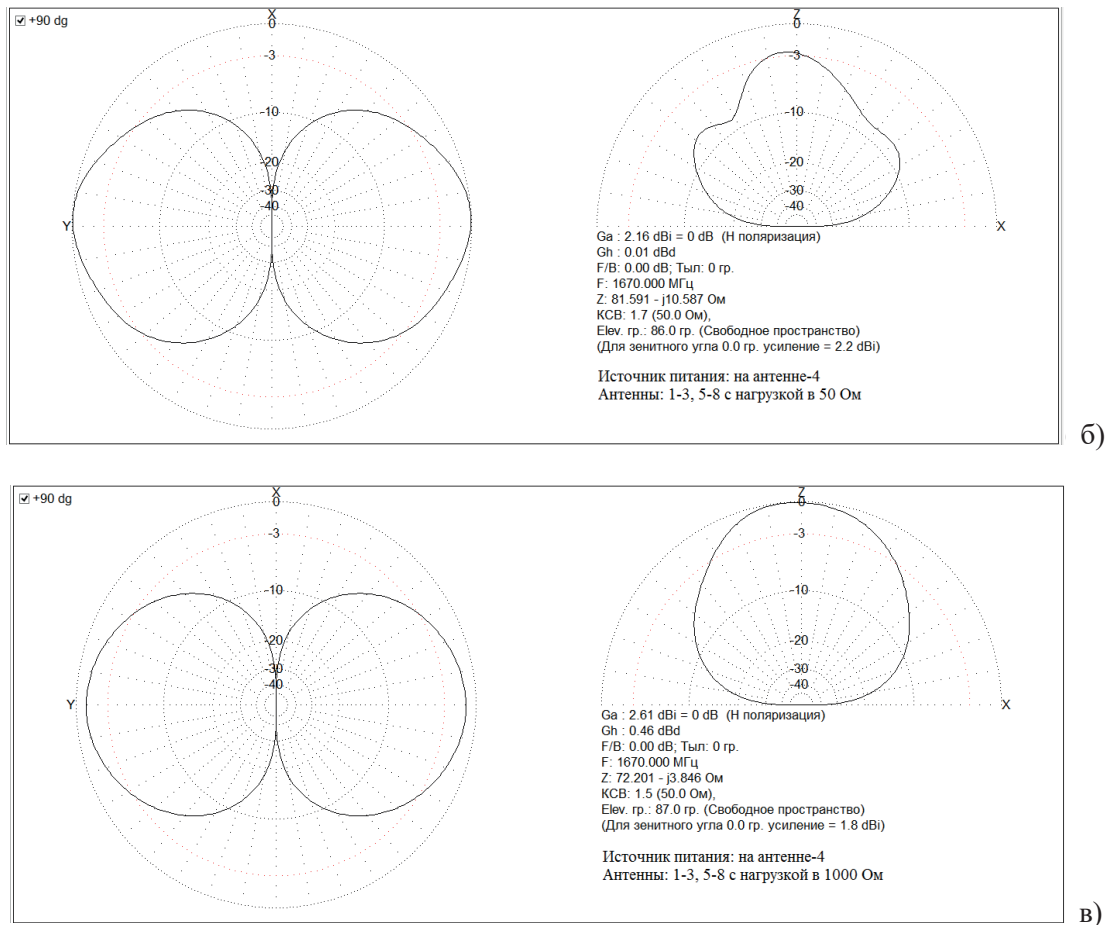 +90 dg
X
0
-3
-10
-20
-30
-40
Y
Z
0
-3
-10
-20
-30
-40
X
Ga : 2.16 dBi = 0 dB (Н поляризация)
Gh : 0.01 dBd
F/B: 0.00 dB; Тыл: 0 гр.
F: 1670.000 МГц
Z: 81.591 - j10.587 Ом
КСВ: 1.7 (50.0 Ом),
Elev. гр.: 86.0 гр. (Свободное пространство)
(Для зенитного угла 0.0 гр. усиление = 2.2 dBi)
Источник питания: на антенне-4
Антенны: 1-3, 5-8 с нагрузкой в 50 Ом
б)
+90 dg
X
0
-3
-10
-20
-30
-40
Y
Z
0
-3
-10
-20
-30
-40
X
Ga : 2.61 dBi = 0 dB (Н поляризация)
Gh : 0.46 dBd
F/B: 0.00 dB; Тыл: 0 гр.
F: 1670.000 МГц
Z: 72.201 - j3.846 Ом
КСВ: 1.5 (50.0 Ом),
Elev. гр.: 87.0 гр. (Свободное пространство)
(Для зенитного угла 0.0 гр. усиление = 1.8 dBi)
Источник питания: на антенне-4
Антенны: 1-3, 5-8 с нагрузкой в 1000 Ом
в)